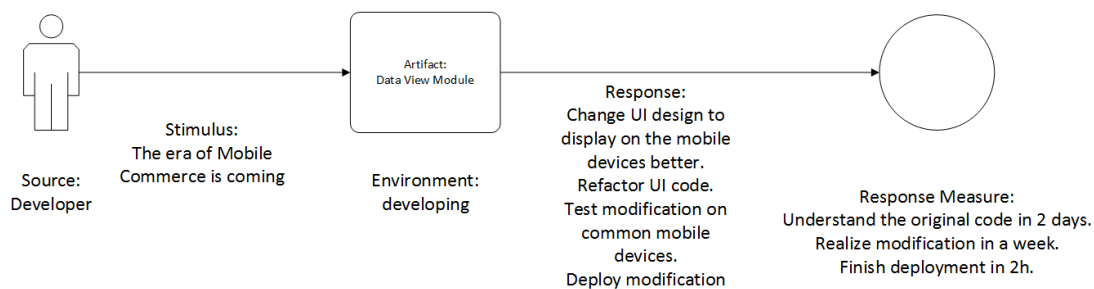 Source:
Developer
Stimulus:
The era of Mobile
Commerce is coming
Artifact:
Data View Module
Environment:
developing
Response:
Change UI design to
display on the mobile
devices better.
Refactor UI code.
Test modification on
common mobile
devices.
Deploy modification
Response Measure:
Understand the original code in 2 days.
Realize modification in a week.
Finish deployment in 2h.